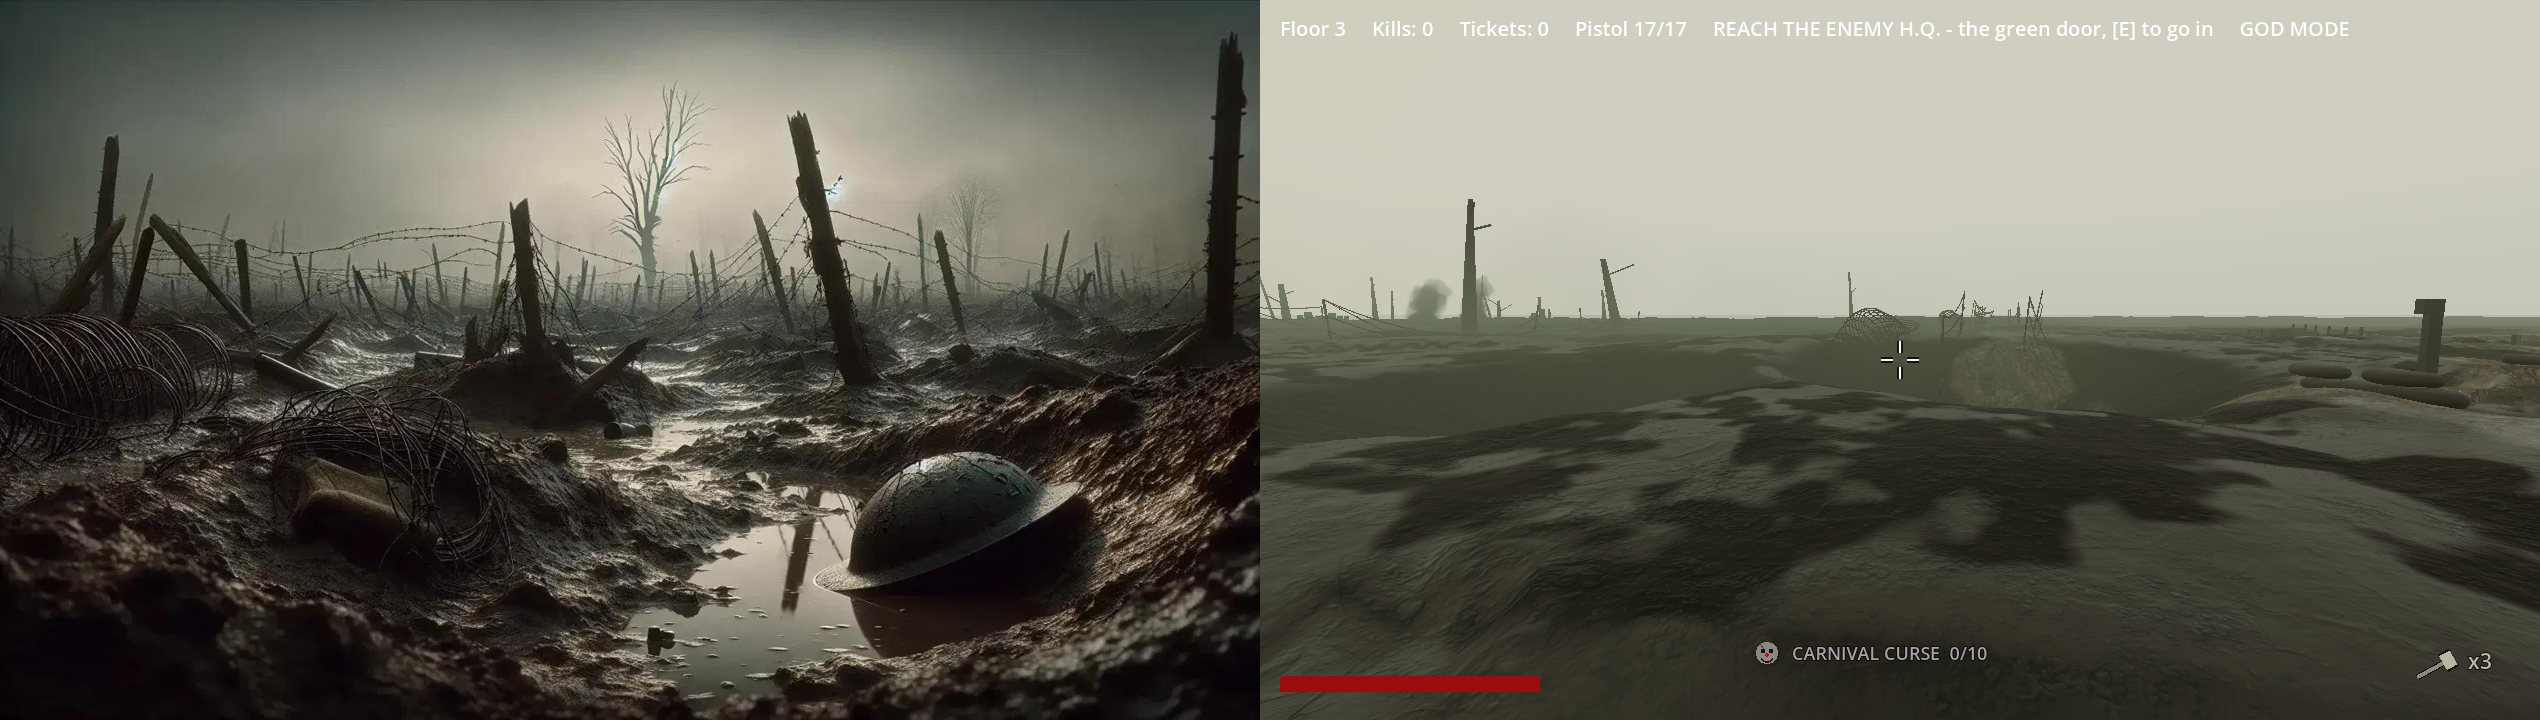 Floor 3 Kills: 0 Tickets: 0 Pistol 17/17 REACH THE ENEMY H.Q. - the green door, [E] to go in GOD MODE
CARNIVAL CURSE 0/10
x3